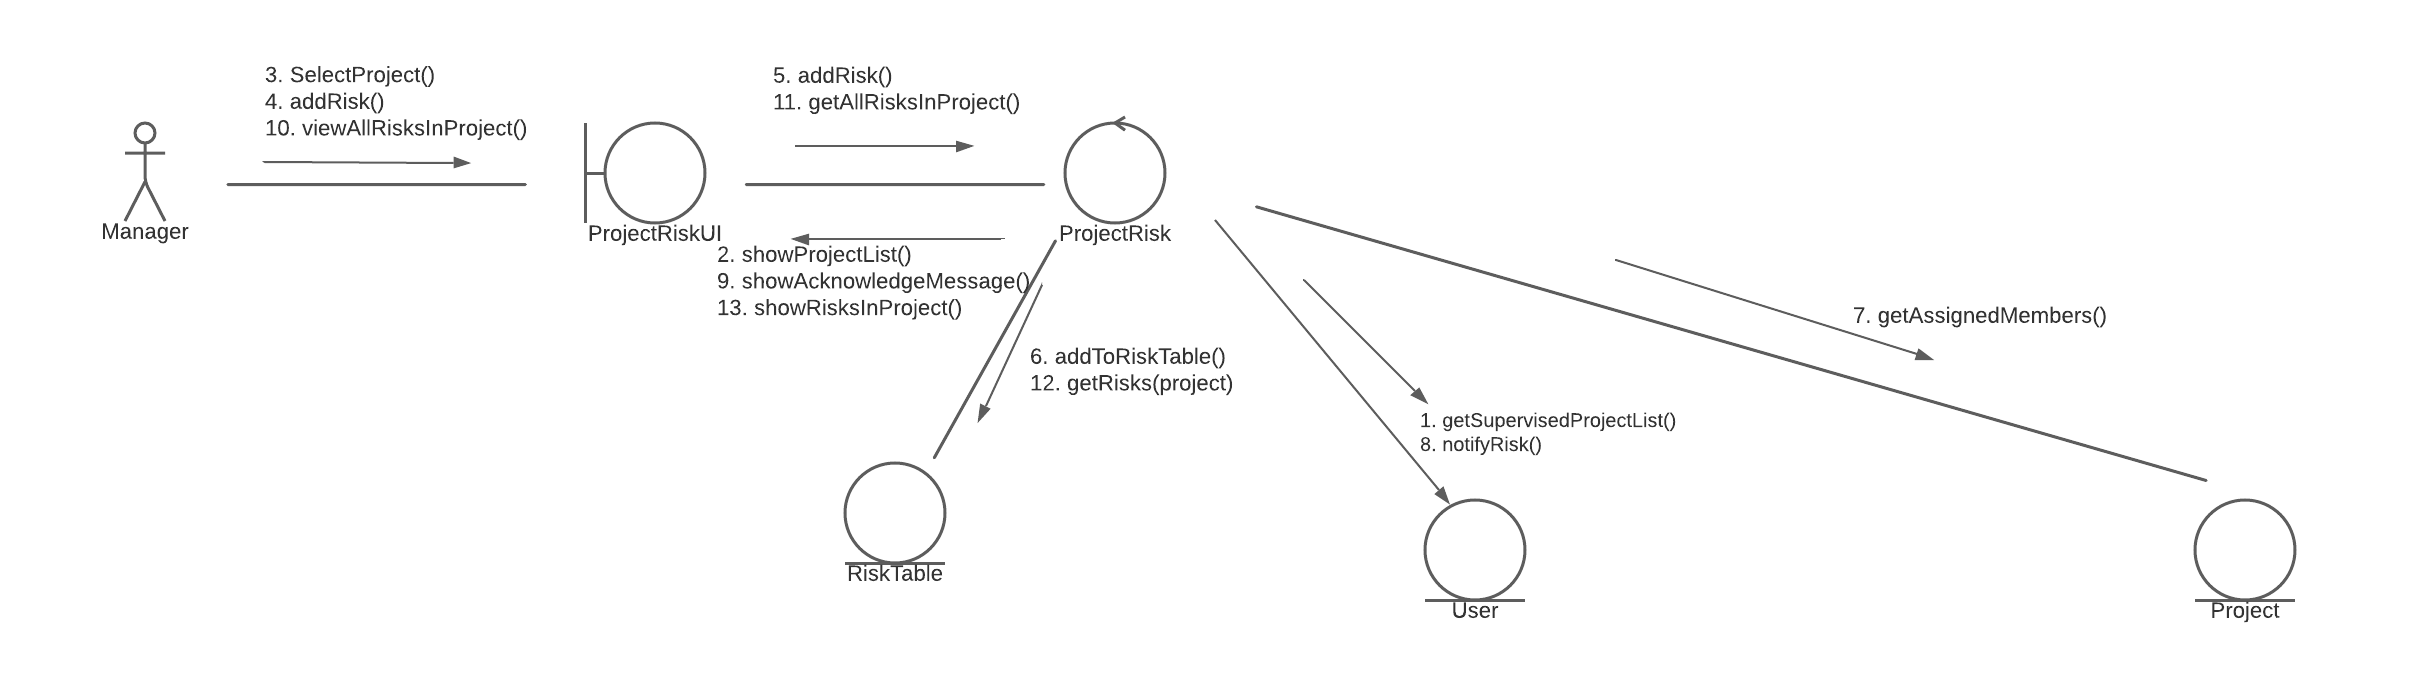 3. SelectProject()
4. addRisk()
10. viewAllRisksInProject()
5. addRisk()
11. getAllRisksInProject()
Manager
ProjectRiskUI
ProjectRisk
2. showProjectList()
9. showAcknowledgeMessage()
13. showRisksInProject()
7. getAssignedMembers()
6. addToRiskTable()
12. getRisks(project)
1. getSupervisedProjectList()
8. notifyRisk()
RiskTable
User
Project